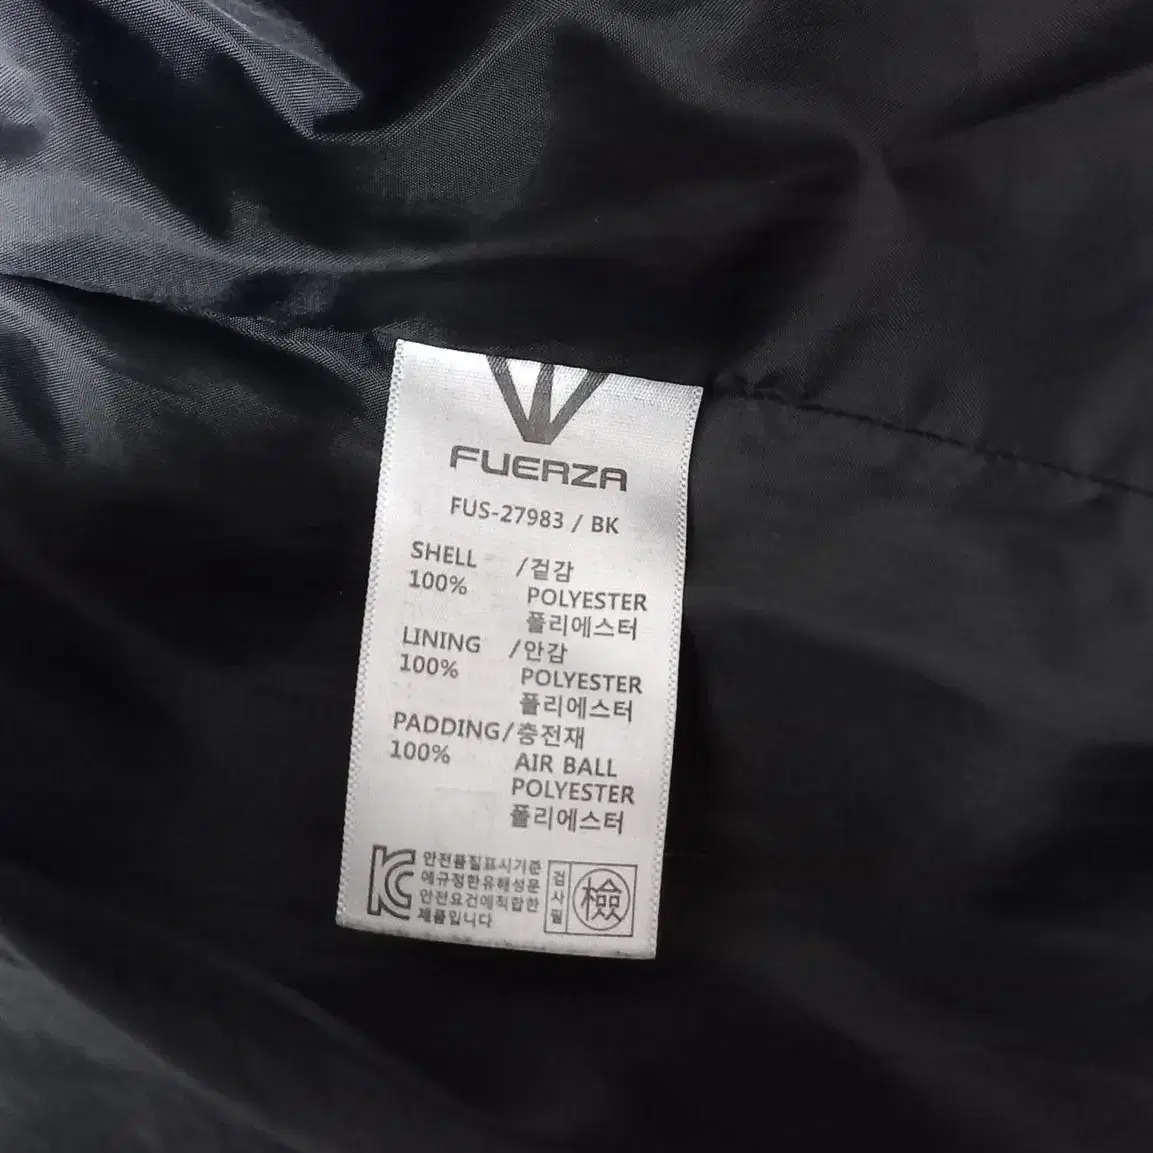 FUERZA
FUS-27983 / BK
SHELL /겉감
100% POLYESTER
폴리에스터
LINING /안감
100% POLYESTER
폴리에스터
PADDING/충전재
100% AIR BALL
POLYESTER
폴리에스터
KC
안전품질표시기준
에규정한유해성문
안전요건에적합한
제품입니다
검사필
檢